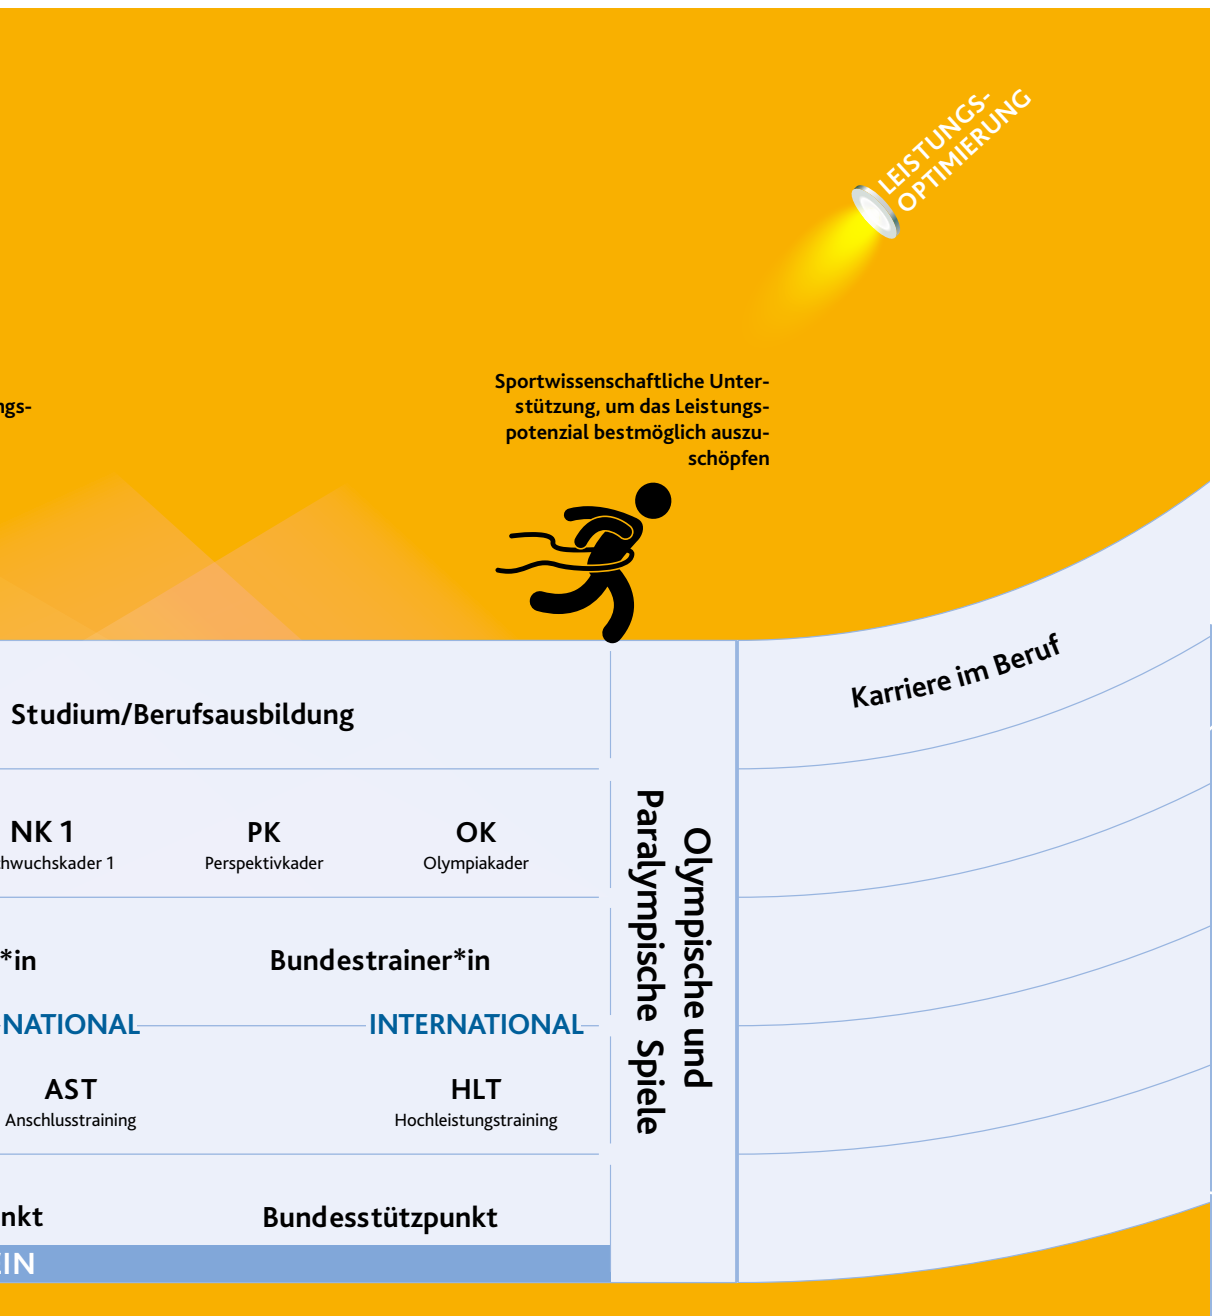 LEISTUNGS-
OPTIMIERUNG
ngs-
Sportwissenschaftliche Unter-
stützung, um das Leistungs-
potenzial bestmöglich auszu-
schöpfen
Karriere im Beruf
Studium/Berufsausbildung
NK 1
PK
OK
hwuchskader 1
Perspektivkader
Olympiakader
Olympische und
Paralympische Spiele
*in
Bundestrainer*in
NATIONAL
INTERNATIONAL
AST
HLT
Anschlusstraining
Hochleistungstraining
nkt
Bundesstützpunkt
EIN